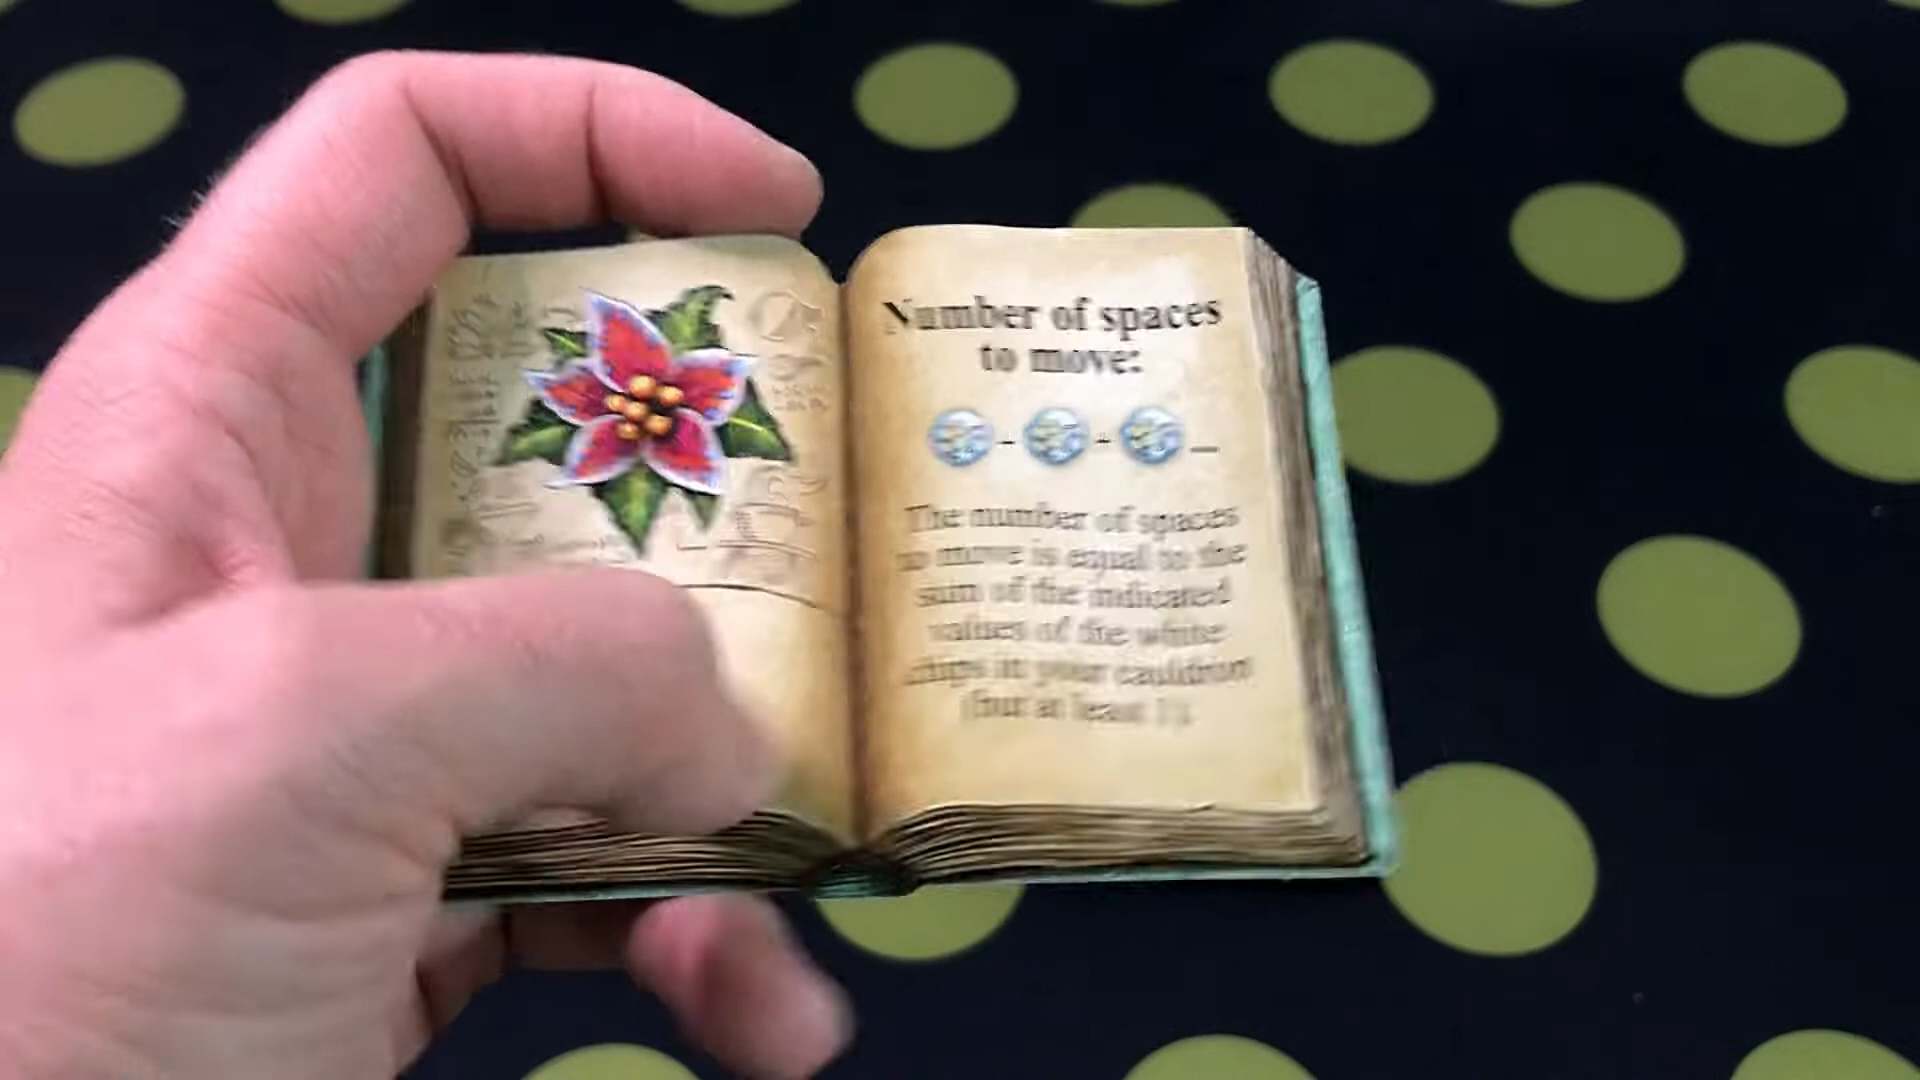 Number of spaces
to move:
The number of spaces
to move is equal to the
sum of the indicated
values of the white
chips in your cauldron
(but at least 1).